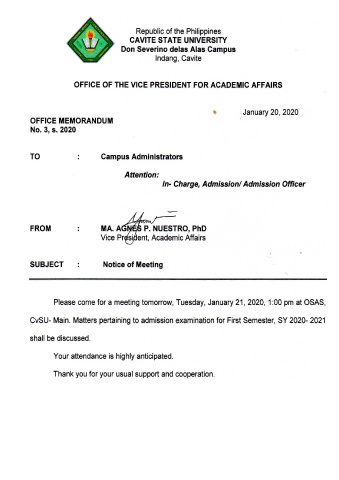 Republic of the Philippines
CAVITE STATE UNIVERSITY
Don Severino delas Alas Campus
Indang, Cavite
OFFICE OF THE VICE PRESIDENT FOR ACADEMIC AFFAIRS
January 20, 2020
OFFICE MEMORANDUM
No. 3, s. 2020
TO : Campus Administrators
Attention:
In- Charge, Admission/ Admission Officer
FROM : MA. AGNES P. NUESTRO, PhD
Vice President, Academic Affairs
SUBJECT : Notice of Meeting
Please come for a meeting tomorrow, Tuesday, January 21, 2020, 1:00 pm at OSAS,
CvSU- Main. Matters pertaining to admission examination for First Semester, SY 2020- 2021
shall be discussed.
Your attendance is highly anticipated.
Thank you for your usual support and cooperation.